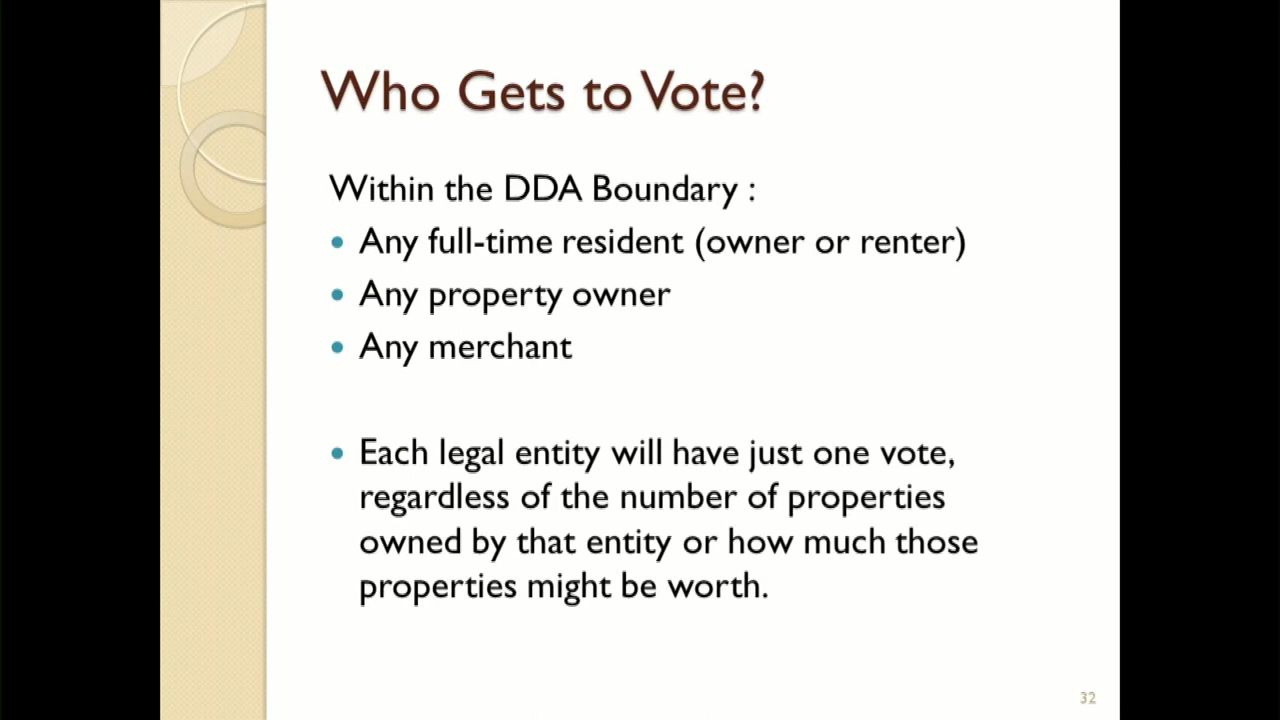 Who Gets to Vote?
Within the DDA Boundary :
• Any full-time resident (owner or renter)
• Any property owner
• Any merchant
• Each legal entity will have just one vote,
regardless of the number of properties
owned by that entity or how much those
properties might be worth.
32